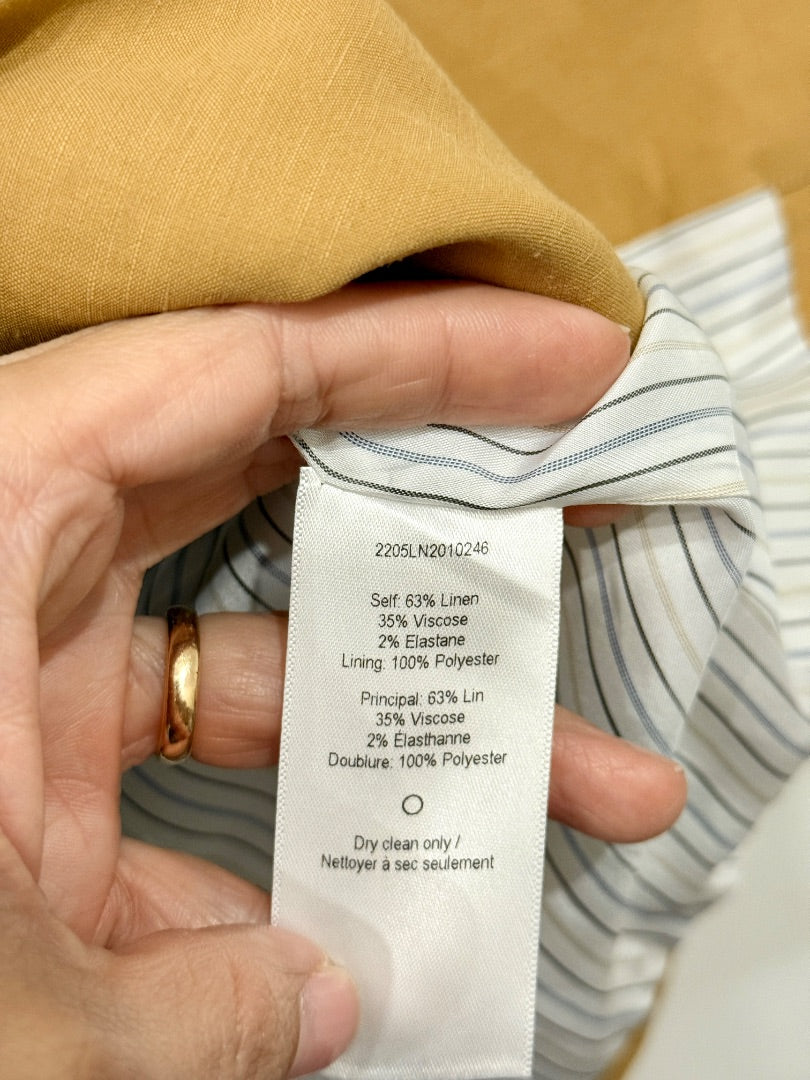 2205LN2010246
Self: 63% Linen
35% Viscose
2% Elastane
Lining: 100% Polyester
Principal: 63% Lin
35% Viscose
2% Élasthanne
Doublure: 100% Polyester
Dry clean only /
Nettoyer à sec seulement